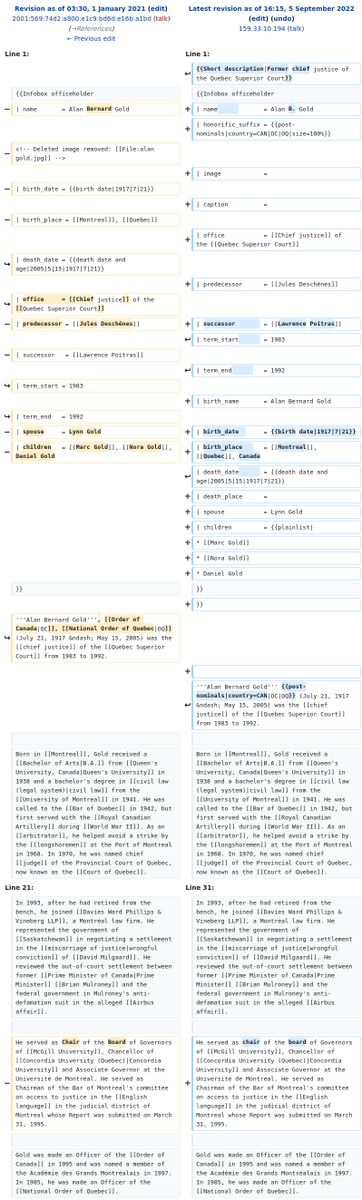 Revision as of 03:30, 1 January 2021 (edit)
2001:569:74d2:a800:e1c9:bd6d:e16b:a1bd (talk)
(→References)
← Previous edit
Line 1:
{{Infobox officeholder
| name = Alan Bernard Gold
<!-- Deleted image removed: [[File:alan
gold.jpg]] -->
| birth_date = {{birth date|1917|7|21}}
| birth_place = [[Montreal]], [[Quebec]]
| death_date = {{death date and
age|2005|5|15|1917|7|21}}
| office = [[Chief justice]] of the
[[Quebec Superior Court]]
| predecessor = [[Jules Deschênes]]
| successor = [[Lawrence Poitras]]
| term_start = 1983
| term_end = 1992
| spouse = Lynn Gold
| children = [[Marc Gold]], [[Nora Gold]],
Daniel Gold
}}
'''Alan Bernard Gold''', [[Order of
Canada|OC]], [[National Order of Quebec|OQ]]
(July 21, 1917 &ndash; May 15, 2005) was the
[[chief justice]] of the [[Quebec Superior
Court]] from 1983 to 1992.
Born in [[Montreal]], Gold received a
[[Bachelor of Arts|B.A.]] from [[Queen's
University, Canada|Queen's University]] in
1938 and a bachelor's degree in [[civil law
(legal system)|civil law]] from the
[[University of Montreal]] in 1941. He was
called to the [[Bar of Quebec]] in 1942, but
first served with the [[Royal Canadian
Artillery]] during [[World War II]]. As an
[[arbitrator]], he helped avoid a strike by
the [[longshoremen]] at the Port of Montreal
in 1968. In 1970, he was named chief
[[judge]] of the Provincial Court of Quebec,
now known as the [[Court of Quebec]].
Line 21:
In 1993, after he had retired from the
bench, he joined [[Davies Ward Phillips &
Vineberg LLP]], a Montréal law firm. He
represented the government of
[[Saskatchewan]] in negotiating a settlement
in the [[miscarriage of justice|wrongful
conviction]] of [[David Milgaard]]. He
reviewed the out-of-court settlement between
former [[Prime Minister of Canada|Prime
Minister]] [[Brian Mulroney]] and the
federal government in Mulroney's anti-
defamation suit in the alleged [[Airbus
affair]].
He served as Chair of the Board of Governors
of [[McGill University]], Chancellor of
[[Concordia University (Quebec)|Concordia
University]] and Associate Governor at the
Université de Montreal. He served as
Chairman of the Bar of Montreal's committee
on access to justice in the [[English
language]] in the judicial district of
Montreal whose Report was submitted on March
31, 1995.
Gold was made an Officer of the [[Order of
Canada]] in 1995 and was named a member of
the Académie des Grands Montréalais in 1997.
In 1985, he was made an Officer of the
[[National Order of Quebec]].
Latest revision as of 16:15, 5 September 2022
(edit) (undo)
159.33.10.194 (talk)
Line 1:
{{Short description|Former chief justice of
the Quebec Superior Court}}
{{Infobox officeholder
| name = Alan B. Gold
| honorific_suffix = {{post-
nominals|country=CAN|OC|OQ|size=100%}}
| image =
| caption =
| office = [[Chief justice]] of
the [[Quebec Superior Court]]
| predecessor = [[Jules Deschênes]]
| successor = [[Lawrence Poitras]]
| term_start = 1983
| term_end = 1992
| birth_name = Alan Bernard Gold
| birth_date = {{birth date|1917|7|21}}
| birth_place = [[Montreal]],
[[Quebec]], Canada
| death_date = {{death date and
age|2005|5|15|1917|7|21}}
| death_place =
| spouse = Lynn Gold
| children = {{plainlist|
* [[Marc Gold]]
* [[Nora Gold]]
* Daniel Gold
}}
}}
'''Alan Bernard Gold''' {{post-
nominals|country=CAN|OC|OQ}} (July 21, 1917
&ndash; May 15, 2005) was the [[chief
justice]] of the [[Quebec Superior Court]]
from 1983 to 1992.
Born in [[Montreal]], Gold received a
[[Bachelor of Arts|B.A.]] from [[Queen's
University, Canada|Queen's University]] in
1938 and a bachelor's degree in [[civil law
(legal system)|civil law]] from the
[[University of Montreal]] in 1941. He was
called to the [[Bar of Quebec]] in 1942, but
first served with the [[Royal Canadian
Artillery]] during [[World War II]]. As an
[[arbitrator]], he helped avoid a strike by
the [[longshoremen]] at the Port of Montreal
in 1968. In 1970, he was named chief
[[judge]] of the Provincial Court of Quebec,
now known as the [[Court of Quebec]].
Line 31:
In 1993, after he had retired from the
bench, he joined [[Davies Ward Phillips &
Vineberg LLP]], a Montréal law firm. He
represented the government of
[[Saskatchewan]] in negotiating a settlement
in the [[miscarriage of justice|wrongful
conviction]] of [[David Milgaard]]. He
reviewed the out-of-court settlement between
former [[Prime Minister of Canada|Prime
Minister]] [[Brian Mulroney]] and the
federal government in Mulroney's anti-
defamation suit in the alleged [[Airbus
affair]].
He served as chair of the board of Governors
of [[McGill University]], Chancellor of
[[Concordia University (Quebec)|Concordia
University]] and Associate Governor at the
Université de Montreal. He served as
Chairman of the Bar of Montreal's committee
on access to justice in the [[English
language]] in the judicial district of
Montreal whose Report was submitted on March
31, 1995.
Gold was made an Officer of the [[Order of
Canada]] in 1995 and was named a member of
the Académie des Grands Montréalais in 1997.
In 1985, he was made an Officer of the
[[National Order of Quebec]].